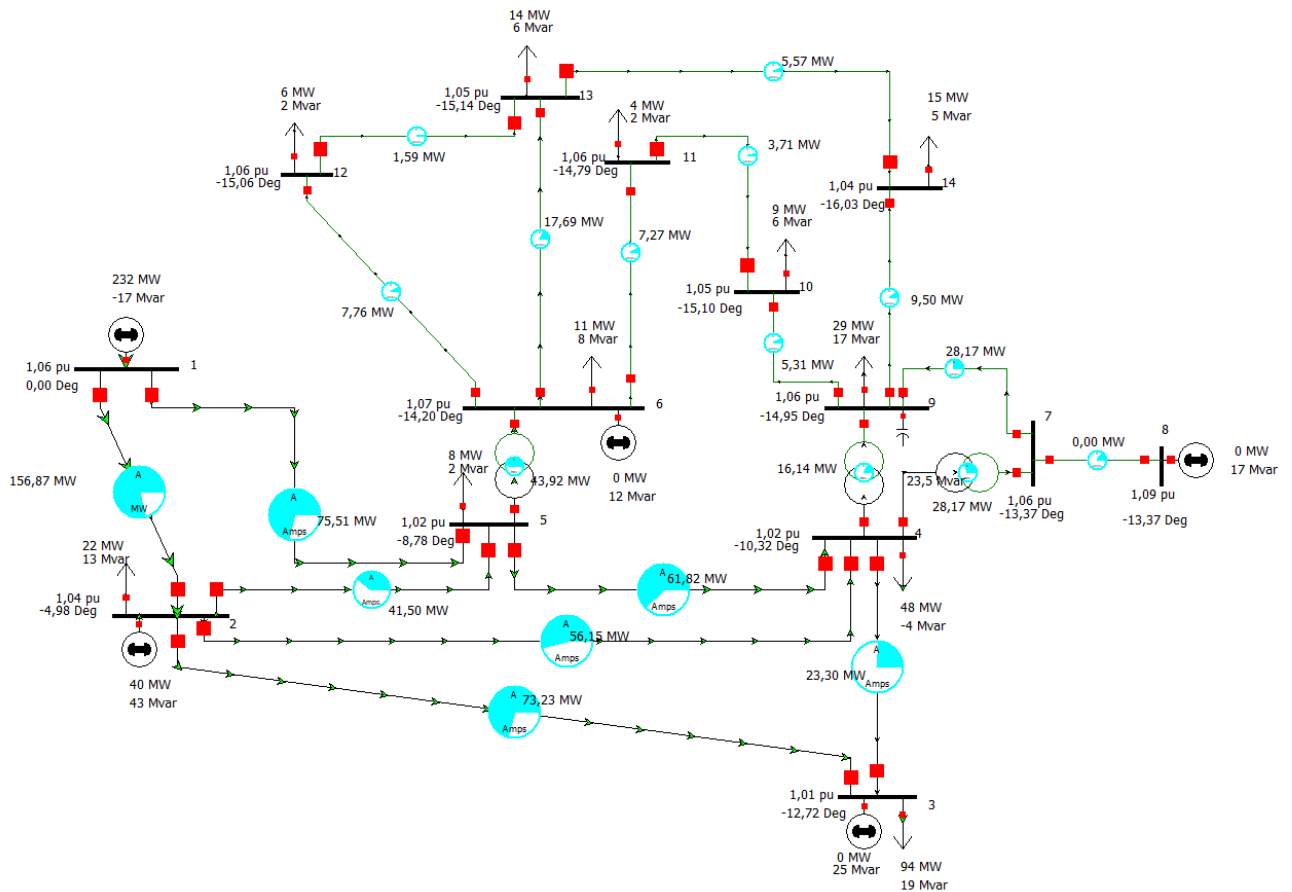 14 MW
6 Mvar
5,57 MW
1,05 pu
-15,14 Deg
13
6 MW
2 Mvar
4 MW
2 Mvar
15 MW
5 Mvar
1,59 MW
3,71 MW
1,06 pu
-15,06 Deg
12
1,06 pu
-14,79 Deg
11
1,04 pu
-16,03 Deg
14
17,69 MW
7,27 MW
9 MW
6 Mvar
232 MW
-17 Mvar
7,76 MW
1,05 pu
-15,10 Deg
10
9,50 MW
11 MW
8 Mvar
29 MW
17 Mvar
5,31 MW
28,17 MW
1,06 pu
0,00 Deg
1
1,07 pu
-14,20 Deg
6
1,06 pu
-14,95 Deg
9
7
8
0,00 MW
0 MW
17 Mvar
0 MW
12 Mvar
8 MW
2 Mvar
43,92 MW
16,14 MW
23,5 Mvar
28,17 MW
1,06 pu
-13,37 Deg
1,09 pu
-13,37 Deg
156,87 MW
A
MW
A
Amps
75,51 MW
1,02 pu
-8,78 Deg
5
1,02 pu
-10,32 Deg
4
22 MW
13 Mvar
A
Amps
41,50 MW
A
Amps
61,82 MW
48 MW
-4 Mvar
1,04 pu
-4,98 Deg
2
A
Amps
56,15 MW
A
Amps
23,30 MW
40 MW
43 Mvar
A
Amps
73,23 MW
1,01 pu
-12,72 Deg
3
0 MW
25 Mvar
94 MW
19 Mvar